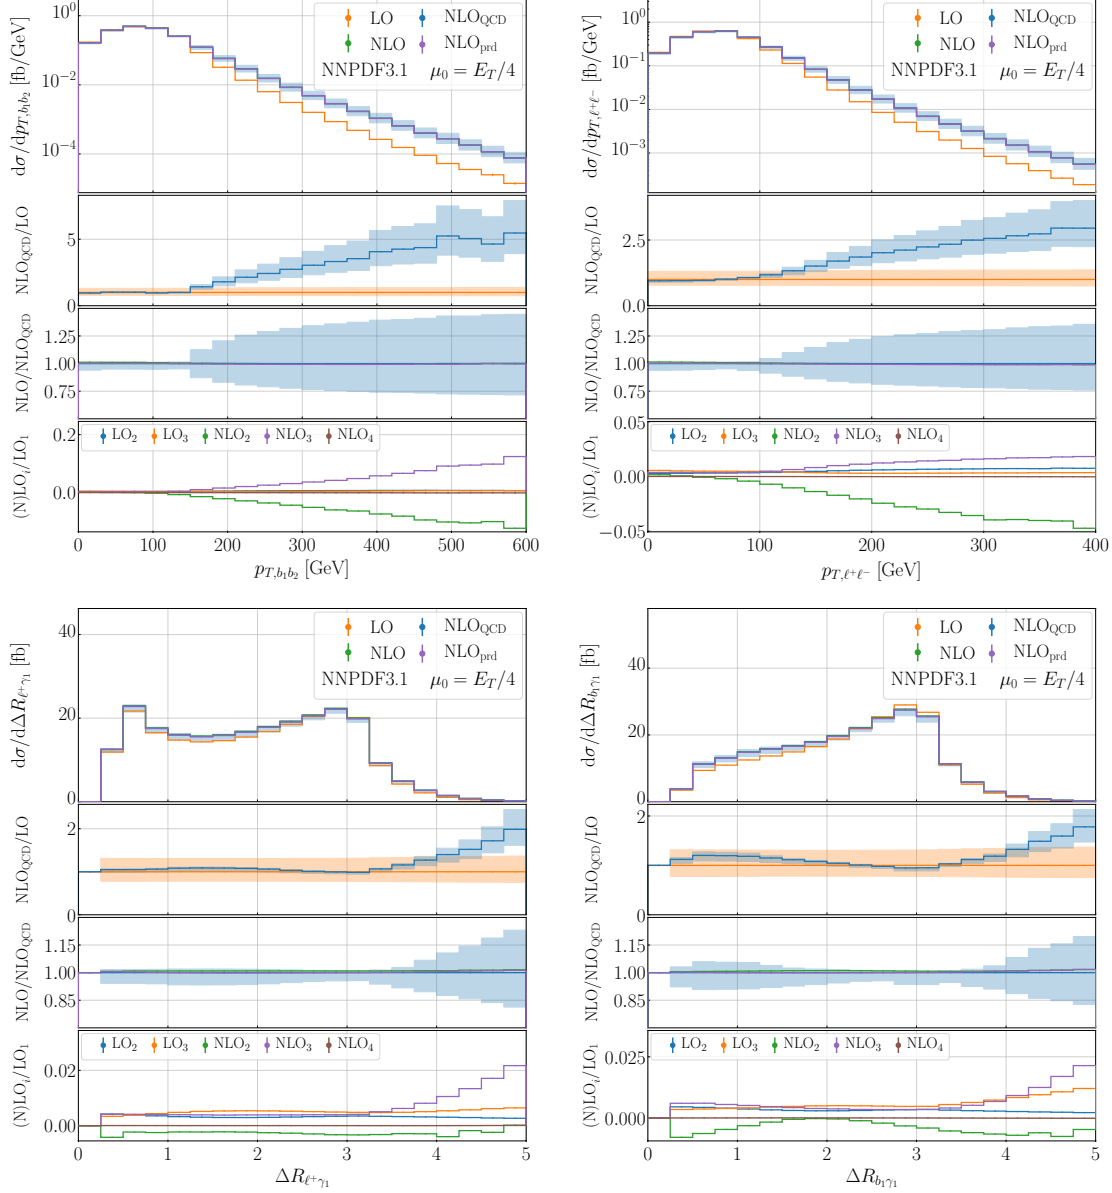 dσ/dp_{T,b_1b_2} [fb/GeV]
10^0
10^{-2}
10^{-4}
LO
NLO_QCD
NLO
NLO_prd
NNPDF3.1 μ_0 = E_T/4
NLO_QCD/LO
5
0
NLO/NLO_QCD
1.25
1.00
0.75
(N)LO_i/LO_1
0.2
0.0
LO_2 LO_3 NLO_2 NLO_3 NLO_4
0 100 200 300 400 500 600
p_{T,b_1b_2} [GeV]
dσ/dp_{T,ℓ^+ℓ^-} [fb/GeV]
10^0
10^{-1}
10^{-2}
10^{-3}
LO
NLO_QCD
NLO
NLO_prd
NNPDF3.1 μ_0 = E_T/4
NLO_QCD/LO
2.5
0.0
NLO/NLO_QCD
1.25
1.00
0.75
(N)LO_i/LO_1
0.05
0.00
−0.05
LO_2 LO_3 NLO_2 NLO_3 NLO_4
0 100 200 300 400
p_{T,ℓ^+ℓ^-} [GeV]
dσ/dΔR_{ℓ^+γ_1} [fb]
40
20
0
LO
NLO_QCD
NLO
NLO_prd
NNPDF3.1 μ_0 = E_T/4
NLO_QCD/LO
2
0
NLO/NLO_QCD
1.15
1.00
0.85
(N)LO_i/LO_1
0.02
0.00
LO_2 LO_3 NLO_2 NLO_3 NLO_4
0 1 2 3 4 5
ΔR_{ℓ^+γ_1}
dσ/dΔR_{b_1γ_1} [fb]
40
20
0
LO
NLO_QCD
NLO
NLO_prd
NNPDF3.1 μ_0 = E_T/4
NLO_QCD/LO
2
0
NLO/NLO_QCD
1.15
1.00
0.85
(N)LO_i/LO_1
0.025
0.000
LO_2 LO_3 NLO_2 NLO_3 NLO_4
0 1 2 3 4 5
ΔR_{b_1γ_1}